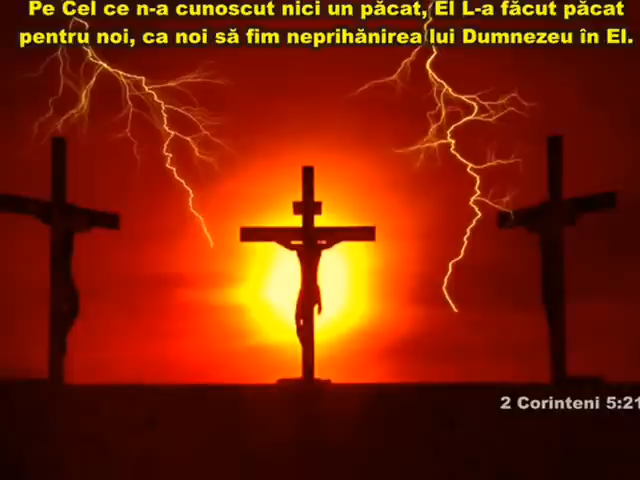 Pe Cel ce n-a cunoscut nici un păcat, El L-a făcut păcat
pentru noi, ca noi să fim neprihănirea lui Dumnezeu în El.
2 Corinteni 5:21